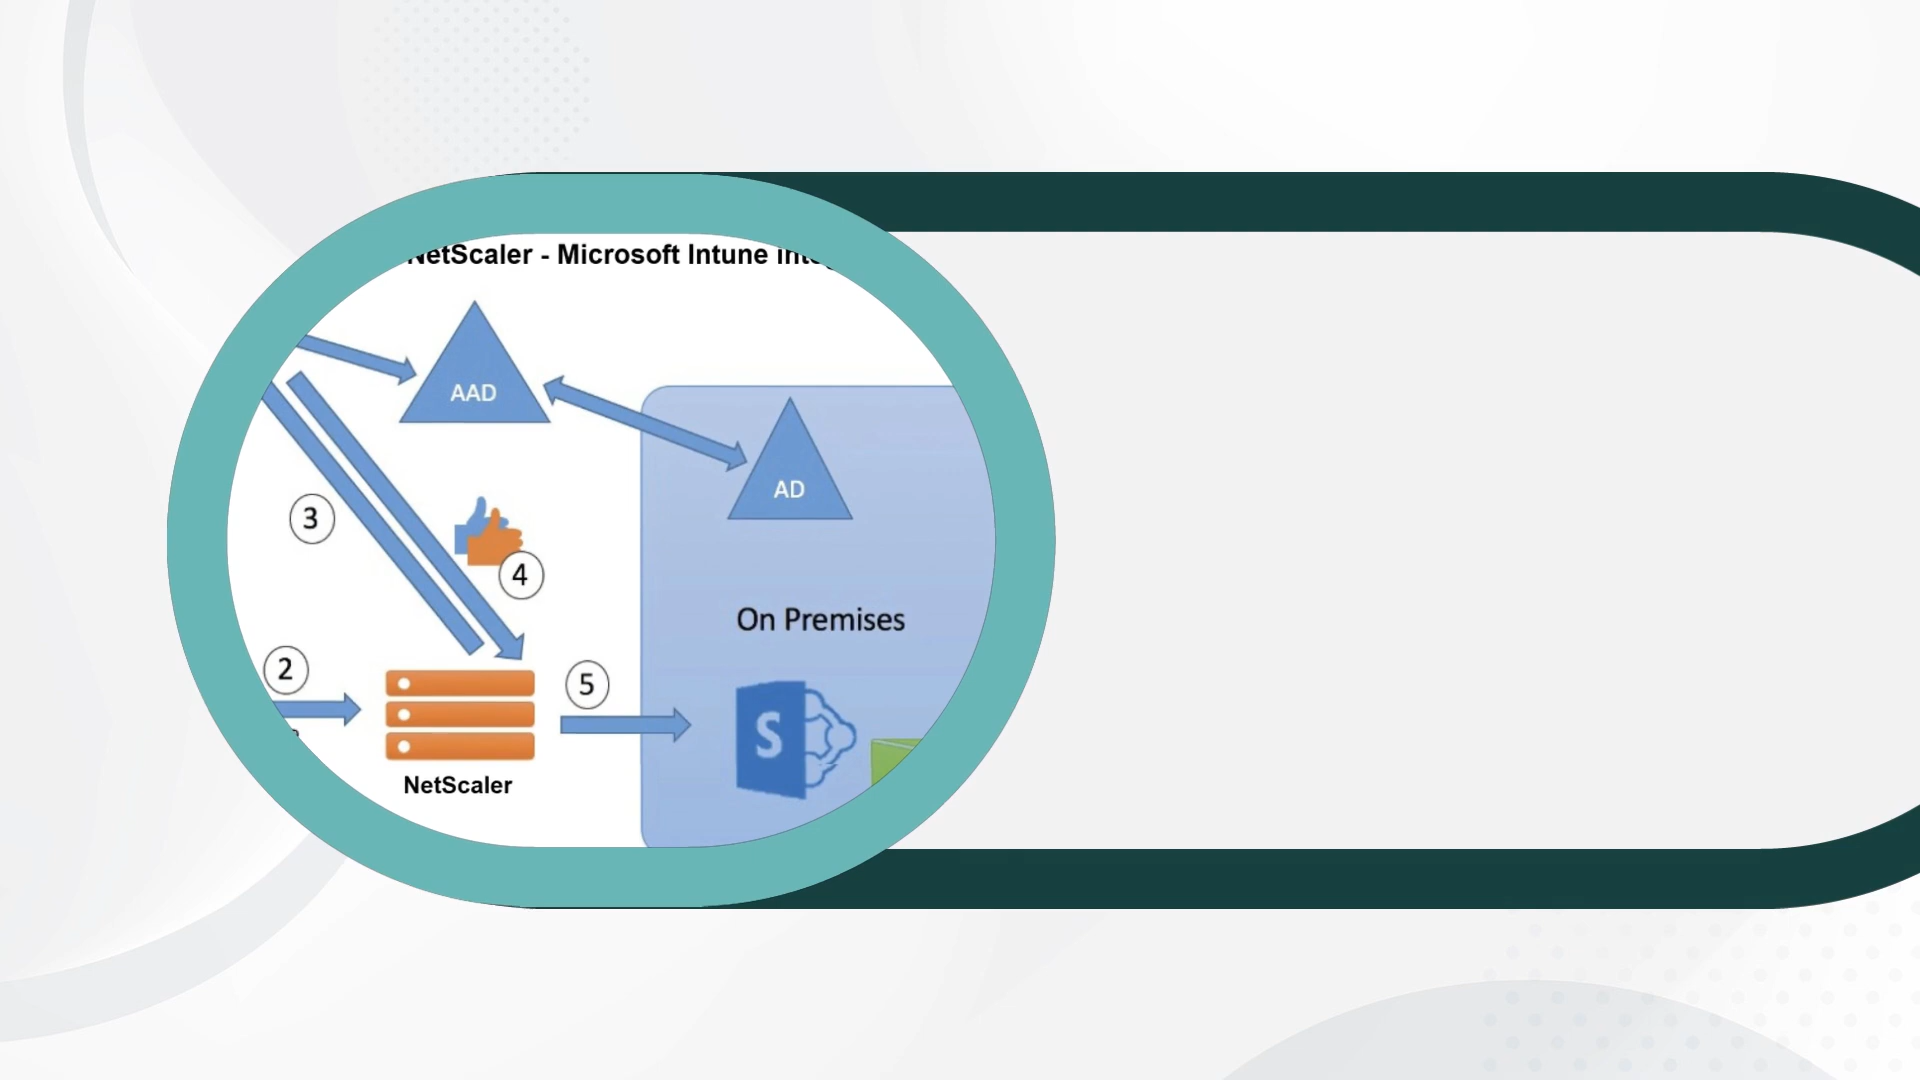 NetScaler - Microsoft Intune
AAD
AD
3
4
On Premises
2
5
S
NetScaler